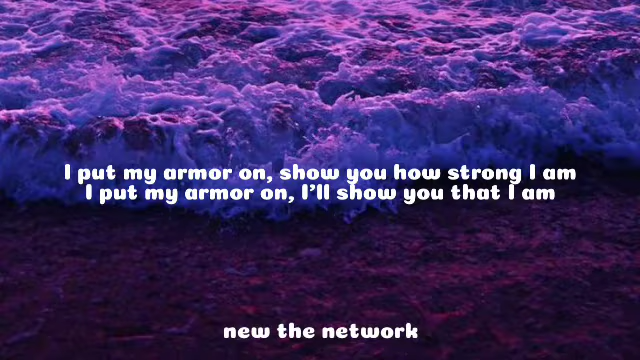 I put my armor on, show you how strong I am
I put my armor on, I'll show you that I am
new the network